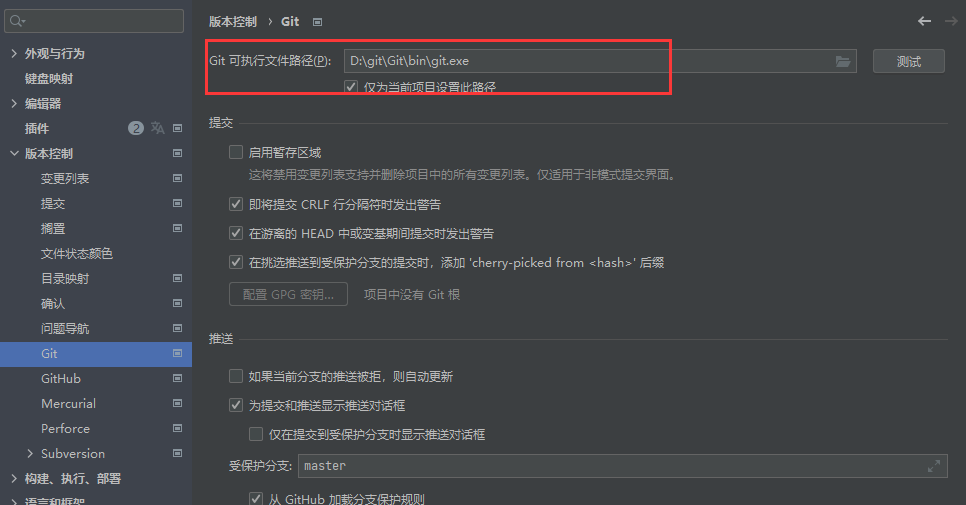 版本控制 › Git
外观与行为
键盘映射
编辑器
插件 2
版本控制
变更列表
提交
搁置
文件状态颜色
目录映射
确认
问题导航
Git
GitHub
Mercurial
Perforce
Subversion
构建、执行、部署
语言和框架
Git 可执行文件路径(P): D:\git\Git\bin\git.exe 测试
仅为当前项目设置此路径
提交
启用暂存区域
这将禁用变更列表支持并删除项目中的所有变更列表。仅适用于非模式提交界面。
即将提交 CRLF 行分隔符时发出警告
在游离的 HEAD 中或变基期间提交时发出警告
在挑选推送到受保护分支的提交时，添加 'cherry-picked from <hash>' 后缀
配置 GPG 密钥... 项目中没有 Git 根
推送
如果当前分支的推送被拒，则自动更新
为提交和推送显示推送对话框
仅在提交到受保护分支时显示推送对话框
受保护分支: master
从 GitHub 加载分支保护规则